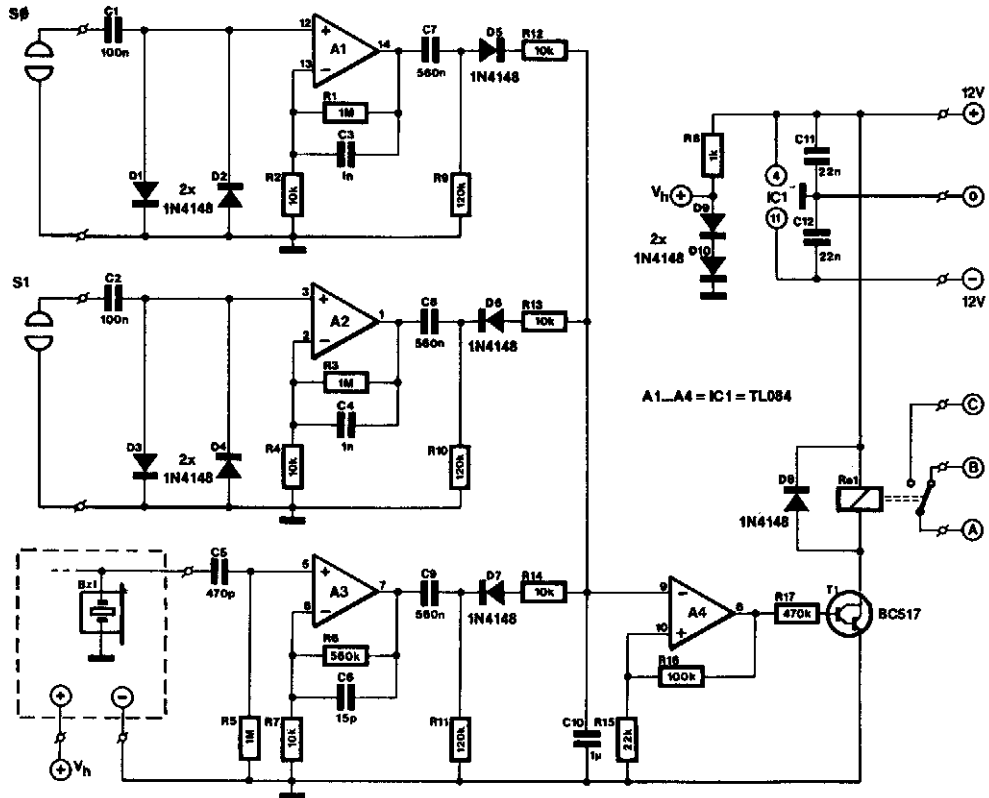 SØ
C1
100n
12
+
A1
14
13
−
C7
560n
D5
1N4148
R12
10k
R1
1M
C3
1n
D1
2x
1N4148
D2
R2
10k
R9
120k
12V
+
R8
1k
C11
22n
4
Vh
+
IC1
0
11
D9
2x
1N4148
D10
C12
22n
−
12V
S1
C2
100n
3
+
A2
1
2
−
C8
560n
D6
1N4148
R13
10k
R3
1M
C4
1n
D3
2x
1N4148
D4
R4
10k
R10
120k
A1...A4 = IC1 = TL084
C
D8
1N4148
Re1
B
A
Bz1
C5
470p
5
+
A3
7
6
−
C9
560n
D7
1N4148
R14
10k
R6
560k
C6
15p
9
−
A4
8
10
+
R17
470k
T1
BC517
R16
100k
+
−
R5
1M
R7
10k
R11
120k
C10
1µ
R15
22k
+
Vh